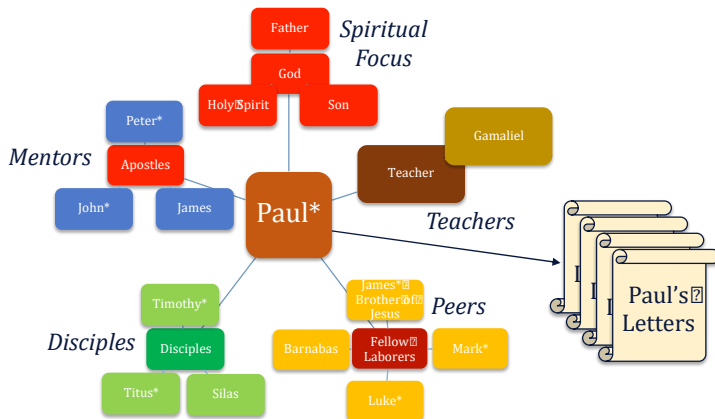 Father
Spiritual
Focus
God
Holy Spirit
Son
Peter*
Mentors
Apostles
John*
James
Paul*
Gamaliel
Teacher
Teachers
Paul's
Letters
Timothy*
Disciples
Disciples
Titus*
Silas
James*
Brother of
Jesus
Peers
Barnabas
Fellow
Laborers
Mark*
Luke*